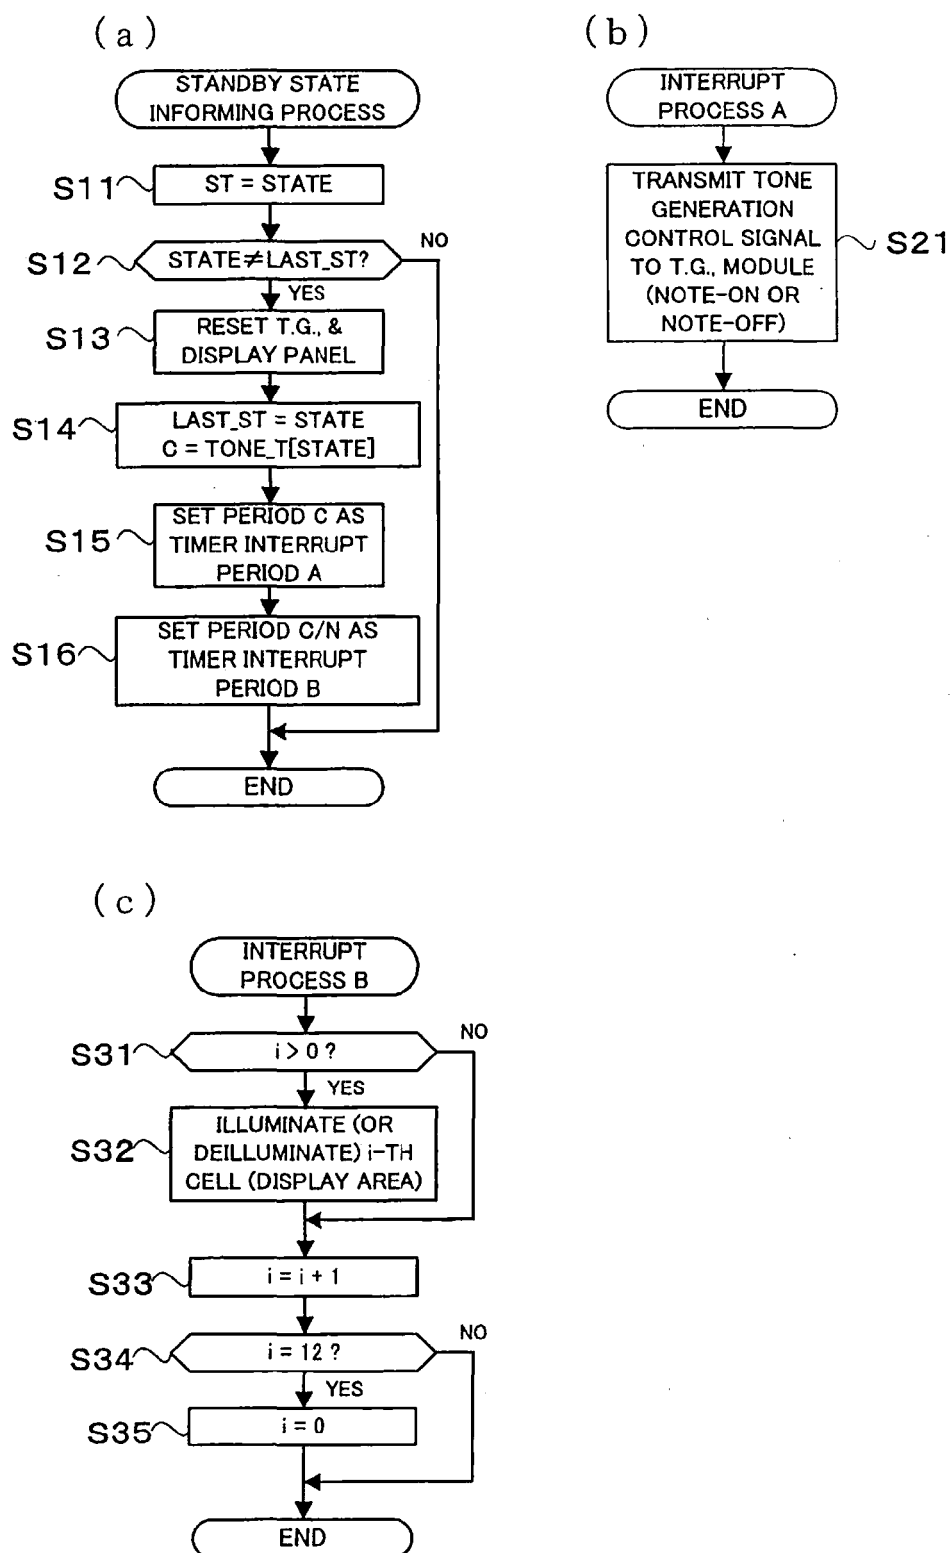 (a)
STANDBY STATE
INFORMING PROCESS
S11
ST = STATE
S12
STATE≠LAST_ST?
NO
YES
S13
RESET T.G., &
DISPLAY PANEL
S14
LAST_ST = STATE
C = TONE_T[STATE]
S15
SET PERIOD C AS
TIMER INTERRUPT
PERIOD A
S16
SET PERIOD C/N AS
TIMER INTERRUPT
PERIOD B
END
(b)
INTERRUPT
PROCESS A
TRANSMIT TONE
GENERATION
CONTROL SIGNAL
TO T.G., MODULE
(NOTE-ON OR
NOTE-OFF)
S21
END
(c)
INTERRUPT
PROCESS B
S31
i > 0 ?
NO
YES
S32
ILLUMINATE (OR
DEILLUMINATE) i-TH
CELL (DISPLAY AREA)
S33
i = i + 1
S34
i = 12 ?
NO
YES
S35
i = 0
END